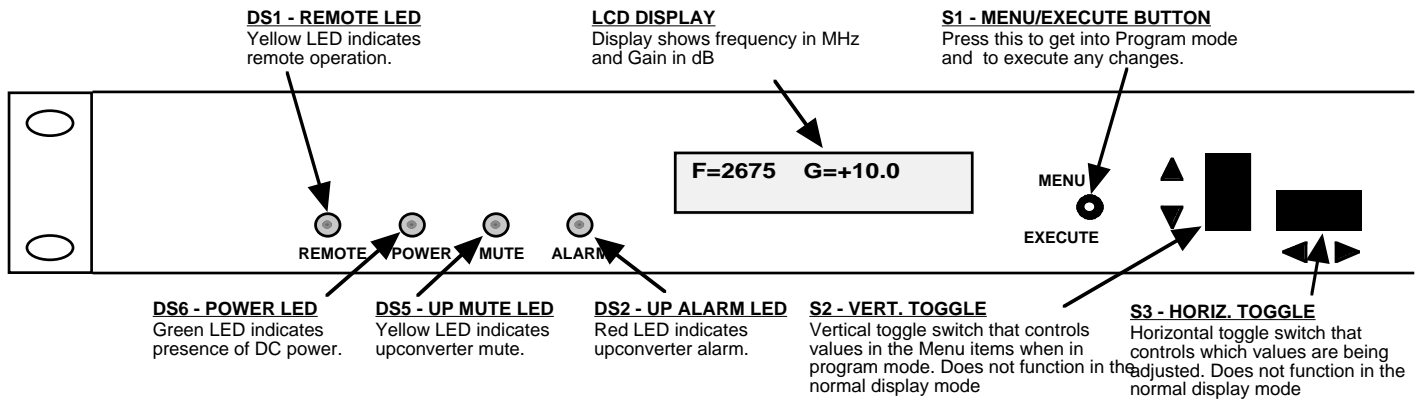 DS1 - REMOTE LED
Yellow LED indicates
remote operation.
LCD DISPLAY
Display shows frequency in MHz
and Gain in dB
S1 - MENU/EXECUTE BUTTON
Press this to get into Program mode
and to execute any changes.
F=2675 G=+10.0
MENU
EXECUTE
REMOTE
POWER
MUTE
ALARM
DS6 - POWER LED
Green LED indicates
presence of DC power.
DS5 - UP MUTE LED
Yellow LED indicates
upconverter mute.
DS2 - UP ALARM LED
Red LED indicates
upconverter alarm.
S2 - VERT. TOGGLE
Vertical toggle switch that controls
values in the Menu items when in
program mode. Does not function in the
normal display mode
S3 - HORIZ. TOGGLE
Horizontal toggle switch that
controls which values are being
adjusted. Does not function in the
normal display mode